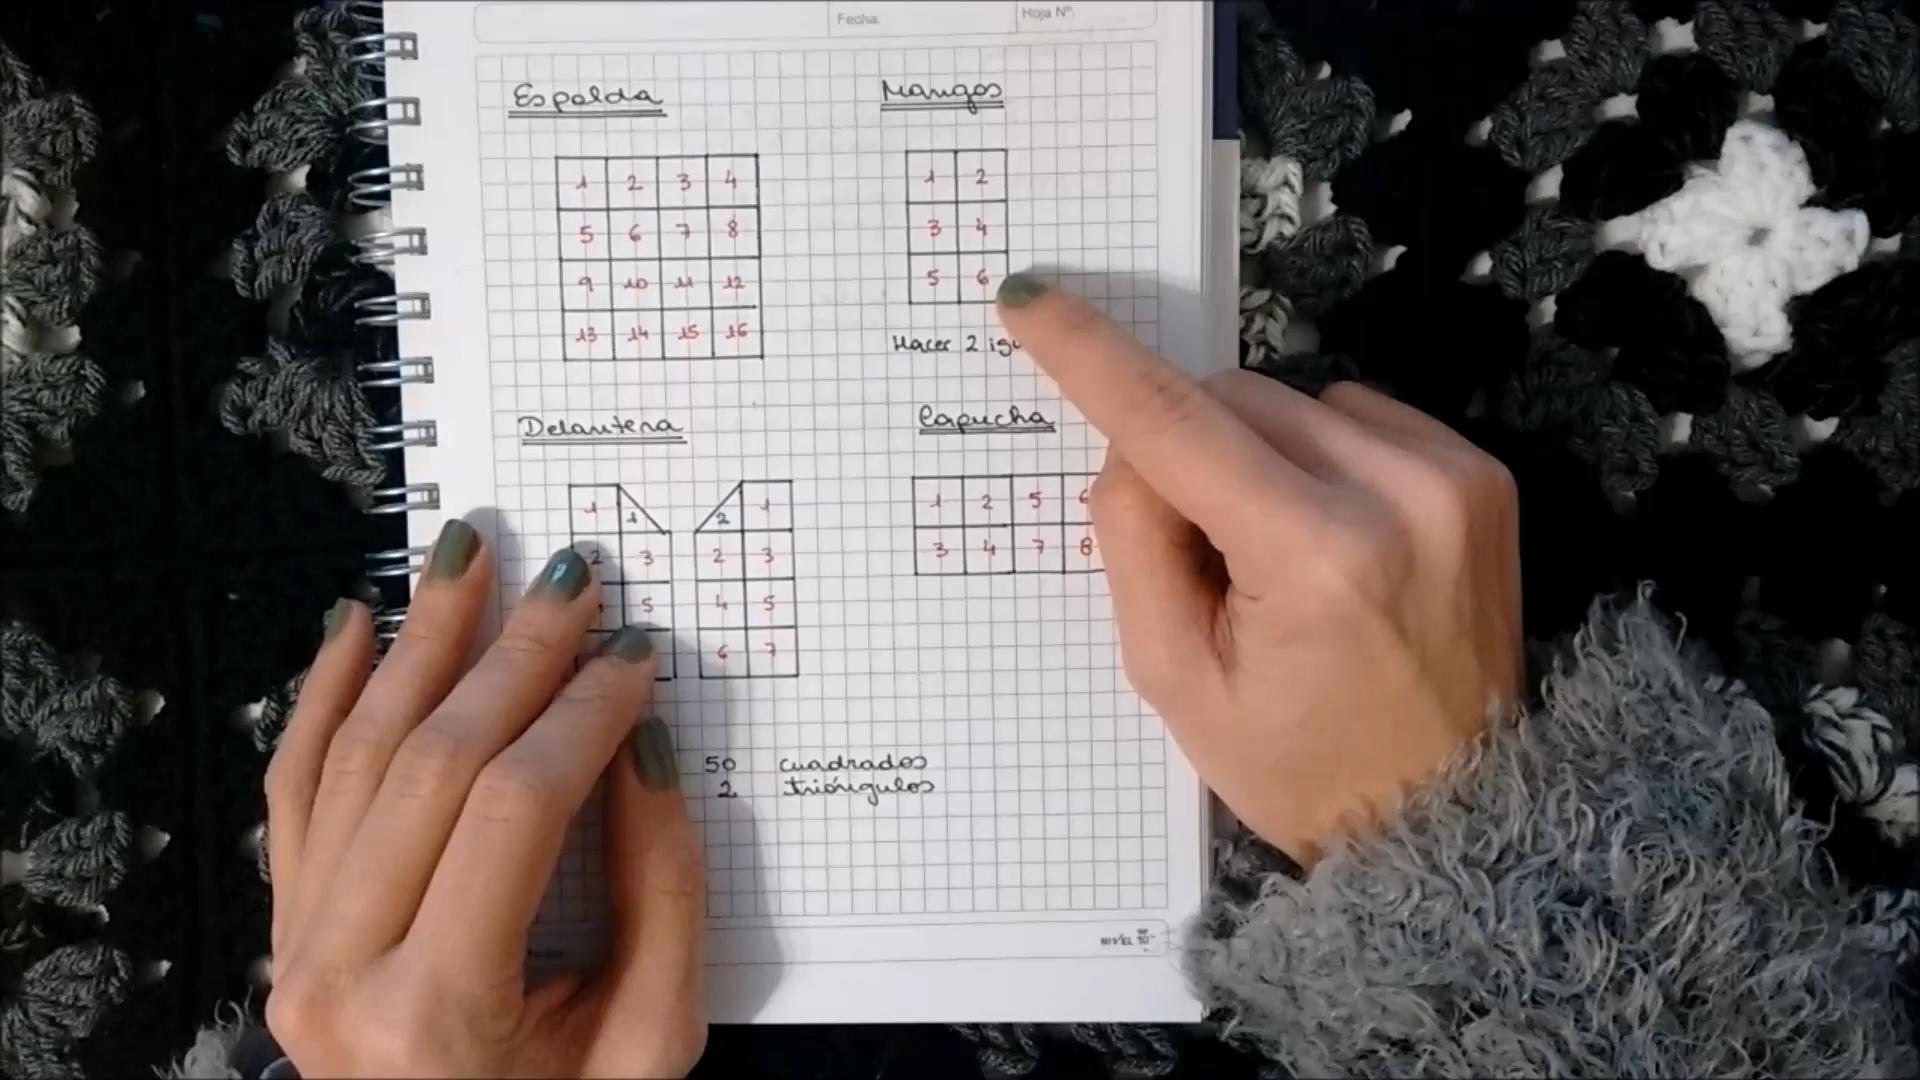 Fecha:
Hoja Nº:
Espalda
1 2 3 4
5 6 7 8
9 10 11 12
13 14 15 16
Mangas
1 2
3 4
5 6
Hacer 2
Delantera
1 1
2 3
5
2 1
2 3
4 5
6 7
Capucha
1 2 5 6
3 4 7 8
50 cuadrados
2 triángulos
NIVEL 10